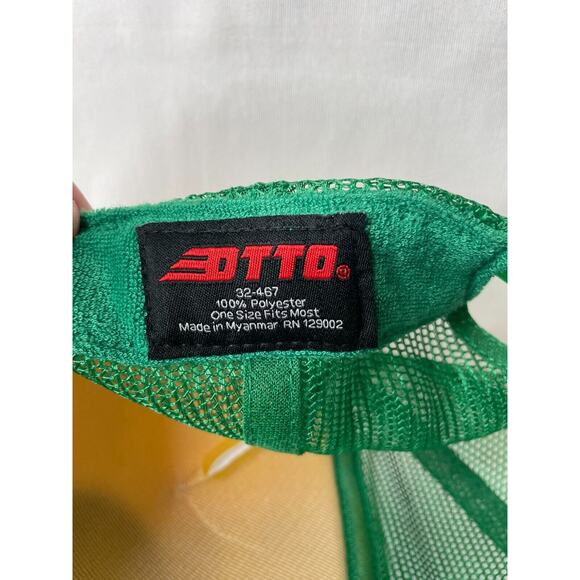 OTTO®
32-467
100% Polyester
One Size Fits Most
Made in Myanmar RN 129002